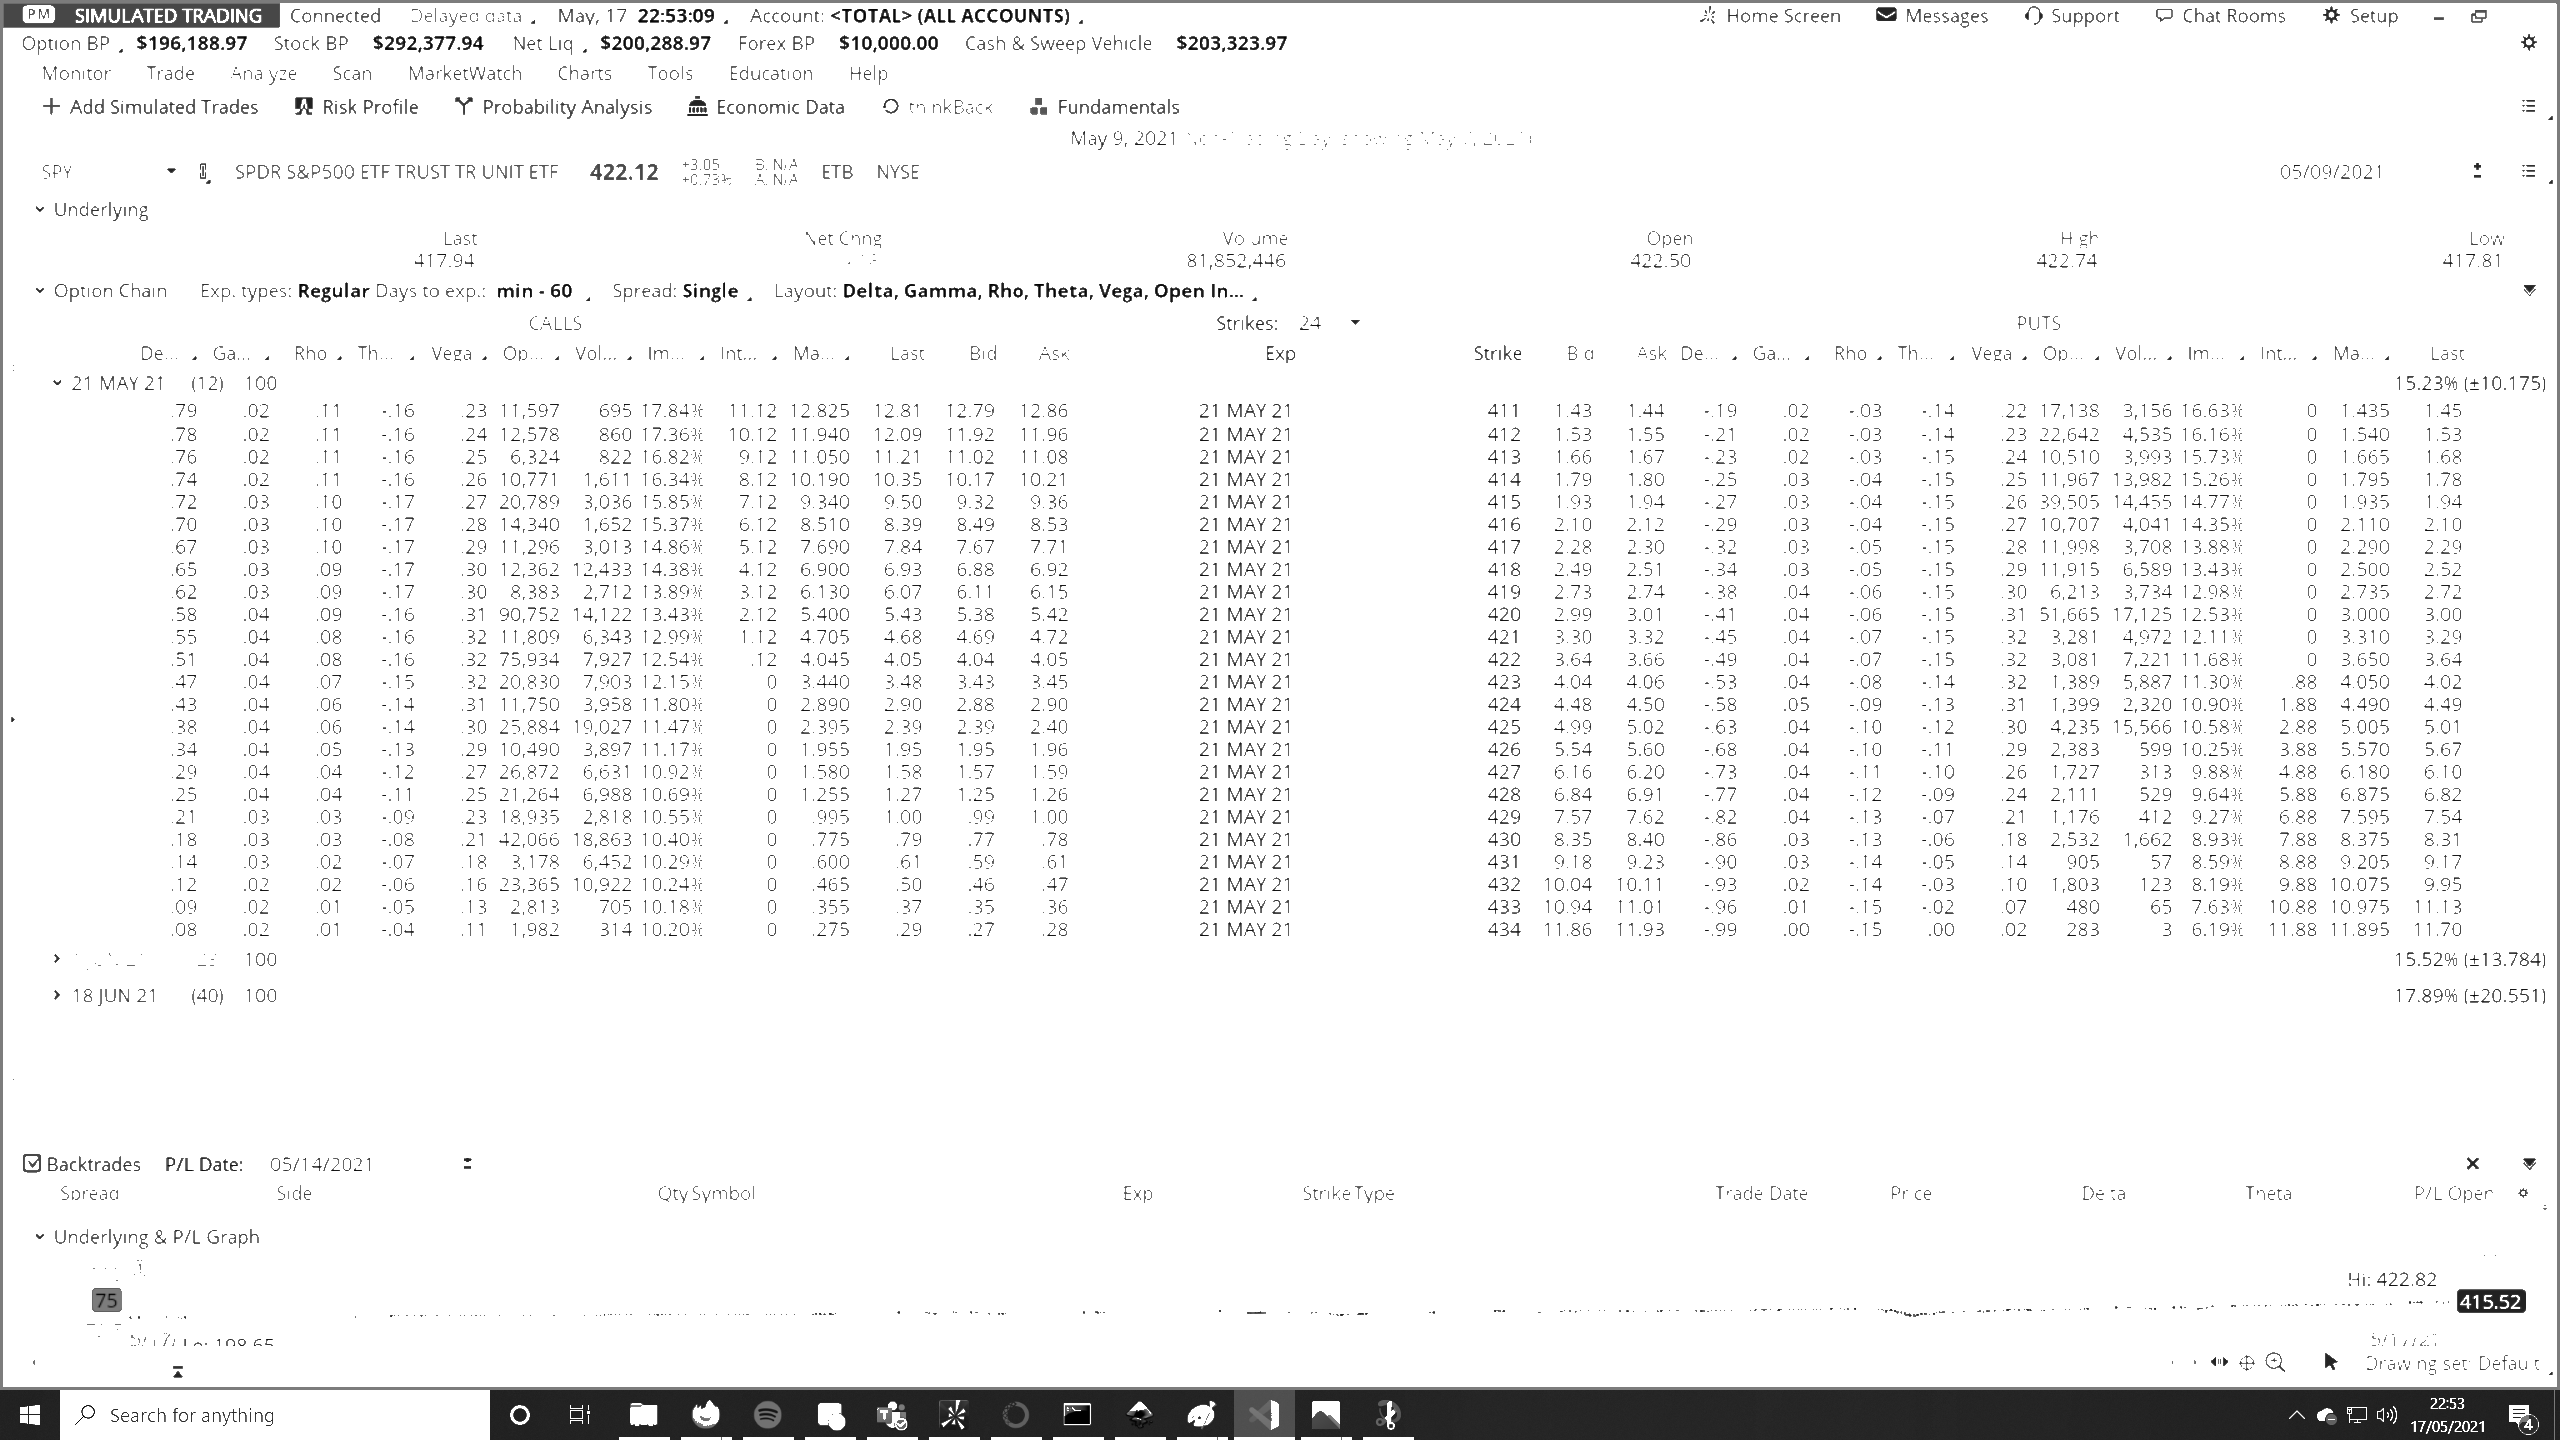 PM SIMULATED TRADING Connected Delayed data May, 17 22:53:09 Account: <TOTAL> (ALL ACCOUNTS) Home Screen Messages Support Chat Rooms Setup
Option BP $196,188.97 Stock BP $292,377.94 Net Liq $200,288.97 Forex BP $10,000.00 Cash & Sweep Vehicle $203,323.97
Monitor Trade Analyze Scan MarketWatch Charts Tools Education Help
Add Simulated Trades Risk Profile Probability Analysis Economic Data thinkBack Fundamentals
May 9, 2021
SPY SPDR S&P500 ETF TRUST TR UNIT ETF 422.12 +3.05 +0.73% B: N/A A: N/A ETB NYSE 05/09/2021
Underlying
Last Net Chng Volume Open High Low
417.94 81,852,446 422.50 422.74 417.81
Option Chain Exp. types: Regular Days to exp.: min - 60 Spread: Single Layout: Delta, Gamma, Rho, Theta, Vega, Open In...
CALLS Strikes: 24 PUTS
De... Ga... Rho Th... Vega Op... Vol... Im... Int... Ma... Last Bid Ask Exp Strike Bid Ask De... Ga... Rho Th... Vega Op... Vol... Im... Int... Ma... Last
21 MAY 21 (12) 100 15.23% (±10.175)
.79 .02 .11 -.16 .23 11,597 695 17.84% 11.12 12.825 12.81 12.79 12.86 21 MAY 21 411 1.43 1.44 -.19 .02 -.03 -.14 .22 17,138 3,156 16.63% 0 1.435 1.45
.78 .02 .11 -.16 .24 12,578 860 17.36% 10.12 11.940 12.09 11.92 11.96 21 MAY 21 412 1.53 1.55 -.21 .02 -.03 -.14 .23 22,642 4,535 16.16% 0 1.540 1.53
.76 .02 .11 -.16 .25 6,324 822 16.82% 9.12 11.050 11.21 11.02 11.08 21 MAY 21 413 1.66 1.67 -.23 .02 -.03 -.15 .24 10,510 3,993 15.73% 0 1.665 1.68
.74 .02 .11 -.16 .26 10,771 1,611 16.34% 8.12 10.190 10.35 10.17 10.21 21 MAY 21 414 1.79 1.80 -.25 .03 -.04 -.15 .25 11,967 13,982 15.26% 0 1.795 1.78
.72 .03 .10 -.17 .27 20,789 3,036 15.85% 7.12 9.340 9.50 9.32 9.36 21 MAY 21 415 1.93 1.94 -.27 .03 -.04 -.15 .26 39,505 14,455 14.77% 0 1.935 1.94
.70 .03 .10 -.17 .28 14,340 1,652 15.37% 6.12 8.510 8.39 8.49 8.53 21 MAY 21 416 2.10 2.12 -.29 .03 -.04 -.15 .27 10,707 4,041 14.35% 0 2.110 2.10
.67 .03 .10 -.17 .29 11,296 3,013 14.86% 5.12 7.690 7.84 7.67 7.71 21 MAY 21 417 2.28 2.30 -.32 .03 -.05 -.15 .28 11,998 3,708 13.88% 0 2.290 2.29
.65 .03 .09 -.17 .30 12,362 12,433 14.38% 4.12 6.900 6.93 6.88 6.92 21 MAY 21 418 2.49 2.51 -.34 .03 -.05 -.15 .29 11,915 6,589 13.43% 0 2.500 2.52
.62 .03 .09 -.17 .30 8,383 2,712 13.89% 3.12 6.130 6.07 6.11 6.15 21 MAY 21 419 2.73 2.74 -.38 .04 -.06 -.15 .30 6,213 3,734 12.98% 0 2.735 2.72
.58 .04 .09 -.16 .31 90,752 14,122 13.43% 2.12 5.400 5.43 5.38 5.42 21 MAY 21 420 2.99 3.01 -.41 .04 -.06 -.15 .31 51,665 17,125 12.53% 0 3.000 3.00
.55 .04 .08 -.16 .32 11,809 6,343 12.99% 1.12 4.705 4.68 4.69 4.72 21 MAY 21 421 3.30 3.32 -.45 .04 -.07 -.15 .32 3,281 4,972 12.11% 0 3.310 3.29
.51 .04 .08 -.16 .32 75,934 7,927 12.54% .12 4.045 4.05 4.04 4.05 21 MAY 21 422 3.64 3.66 -.49 .04 -.07 -.15 .32 3,081 7,221 11.68% 0 3.650 3.64
.47 .04 .07 -.15 .32 20,830 7,903 12.15% 0 3.440 3.48 3.43 3.45 21 MAY 21 423 4.04 4.06 -.53 .04 -.08 -.14 .32 1,389 5,887 11.30% .88 4.050 4.02
.43 .04 .06 -.14 .31 11,750 3,958 11.80% 0 2.890 2.90 2.88 2.90 21 MAY 21 424 4.48 4.50 -.58 .05 -.09 -.13 .31 1,399 2,320 10.90% 1.88 4.490 4.49
.38 .04 .06 -.14 .30 25,884 19,027 11.47% 0 2.395 2.39 2.39 2.40 21 MAY 21 425 4.99 5.02 -.63 .04 -.10 -.12 .30 4,235 15,566 10.58% 2.88 5.005 5.01
.34 .04 .05 -.13 .29 10,490 3,897 11.17% 0 1.955 1.95 1.95 1.96 21 MAY 21 426 5.54 5.60 -.68 .04 -.10 -.11 .29 2,383 599 10.25% 3.88 5.570 5.67
.29 .04 .04 -.12 .27 26,872 6,631 10.92% 0 1.580 1.58 1.57 1.59 21 MAY 21 427 6.16 6.20 -.73 .04 -.11 -.10 .26 1,727 313 9.88% 4.88 6.180 6.10
.25 .04 .04 -.11 .25 21,264 6,988 10.69% 0 1.255 1.27 1.25 1.26 21 MAY 21 428 6.84 6.91 -.77 .04 -.12 -.09 .24 2,111 529 9.64% 5.88 6.875 6.82
.21 .03 .03 -.09 .23 18,935 2,818 10.55% 0 .995 1.00 .99 1.00 21 MAY 21 429 7.57 7.62 -.82 .04 -.13 -.07 .21 1,176 412 9.27% 6.88 7.595 7.54
.18 .03 .03 -.08 .21 42,066 18,863 10.40% 0 .775 .79 .77 .78 21 MAY 21 430 8.35 8.40 -.86 .03 -.13 -.06 .18 2,532 1,662 8.93% 7.88 8.375 8.31
.14 .03 .02 -.07 .18 3,178 6,452 10.29% 0 .600 .61 .59 .61 21 MAY 21 431 9.18 9.23 -.90 .03 -.14 -.05 .14 905 57 8.59% 8.88 9.205 9.17
.12 .02 .02 -.06 .16 23,365 10,922 10.24% 0 .465 .50 .46 .47 21 MAY 21 432 10.04 10.11 -.93 .02 -.14 -.03 .10 1,803 123 8.19% 9.88 10.075 9.95
.09 .02 .01 -.05 .13 2,813 705 10.18% 0 .355 .37 .35 .36 21 MAY 21 433 10.94 11.01 -.96 .01 -.15 -.02 .07 480 65 7.63% 10.88 10.975 11.13
.08 .02 .01 -.04 .11 1,982 314 10.20% 0 .275 .29 .27 .28 21 MAY 21 434 11.86 11.93 -.99 .00 -.15 .00 .02 283 3 6.19% 11.88 11.895 11.70
100 15.52% (±13.784)
18 JUN 21 (40) 100 17.89% (±20.551)
Backtrades P/L Date: 05/14/2021
Spread Side Qty Symbol Exp Strike Type Trade Date Price Delta Theta P/L Open
Underlying & P/L Graph
Hi: 422.82
75 415.52
Lo: 198.65
Drawing set: Default
Search for anything 22:53
17/05/2021 4